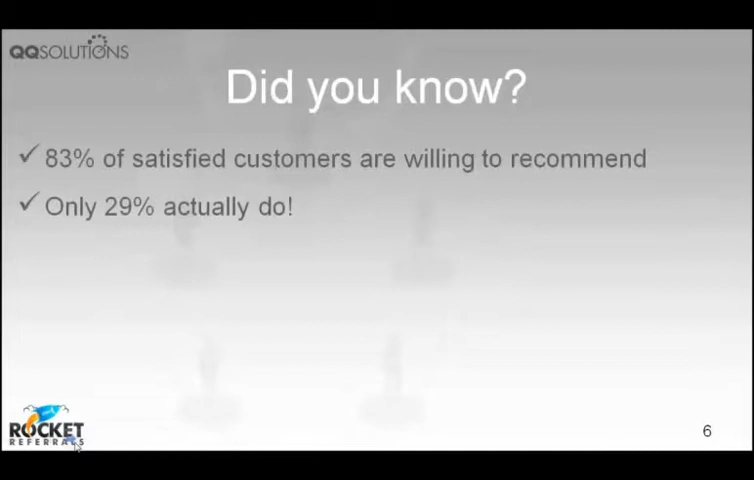 QQSOLUTIONS
Did you know?
83% of satisfied customers are willing to recommend
Only 29% actually do!
ROCKET
REFERRALS
6